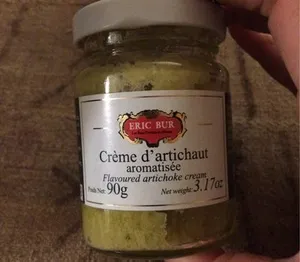 ERIC BUR
Crème d'artichaut
aromatisée
Flavoured artichoke cream
Poids Net: 90g Net weight: 3.17oz